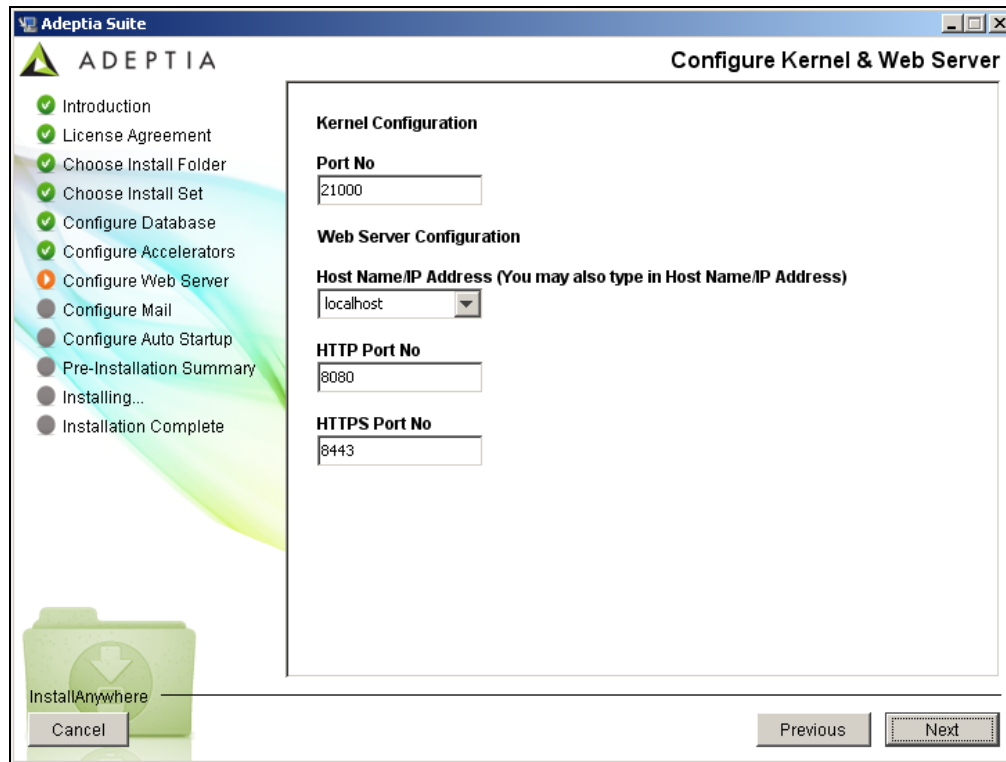 Adeptia Suite
ADEPTIA
Configure Kernel & Web Server
Introduction
License Agreement
Choose Install Folder
Choose Install Set
Configure Database
Configure Accelerators
Configure Web Server
Configure Mail
Configure Auto Startup
Pre-Installation Summary
Installing...
Installation Complete
Kernel Configuration
Port No
21000
Web Server Configuration
Host Name/IP Address (You may also type in Host Name/IP Address)
localhost
HTTP Port No
8080
HTTPS Port No
8443
InstallAnywhere
Cancel
Previous
Next